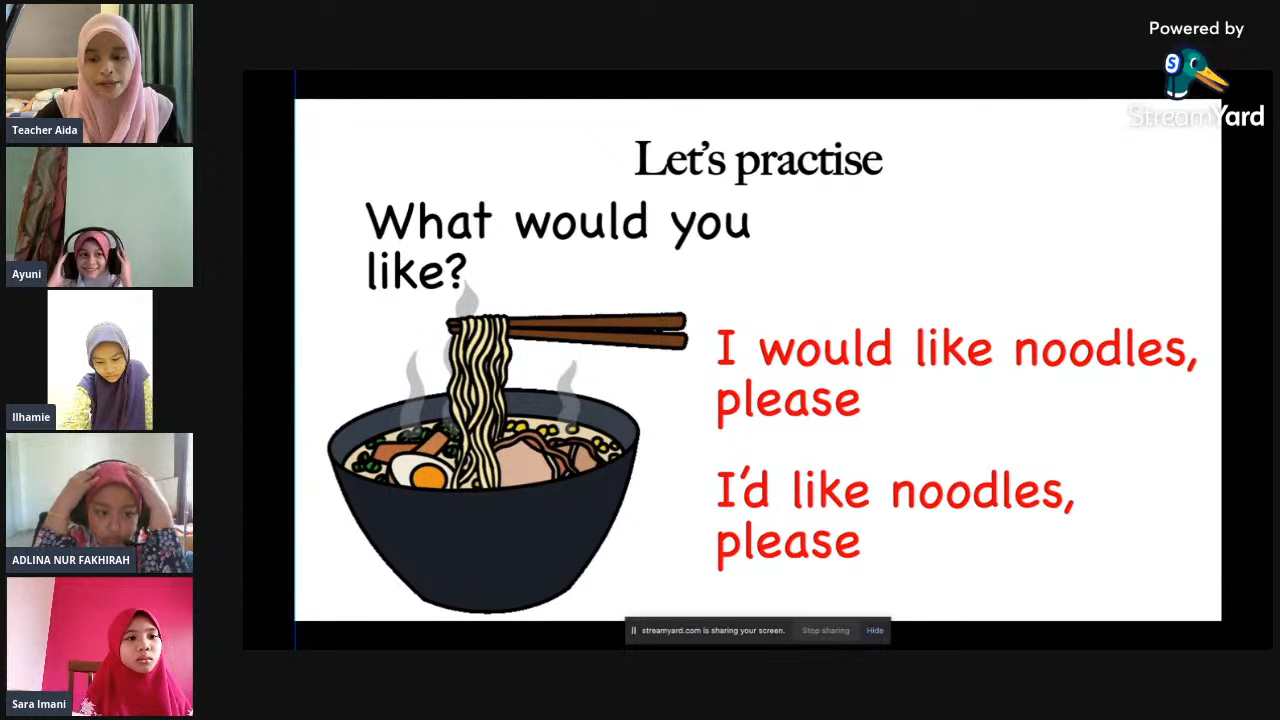 Powered by
StreamYard
Teacher Aida
Ayuni
Ilhamie
ADLINA NUR FAKHIRAH
Sara Imani
Let's practise
What would you
like?
I would like noodles,
please
I'd like noodles,
please
streamyard.com is sharing your screen. Stop sharing Hide